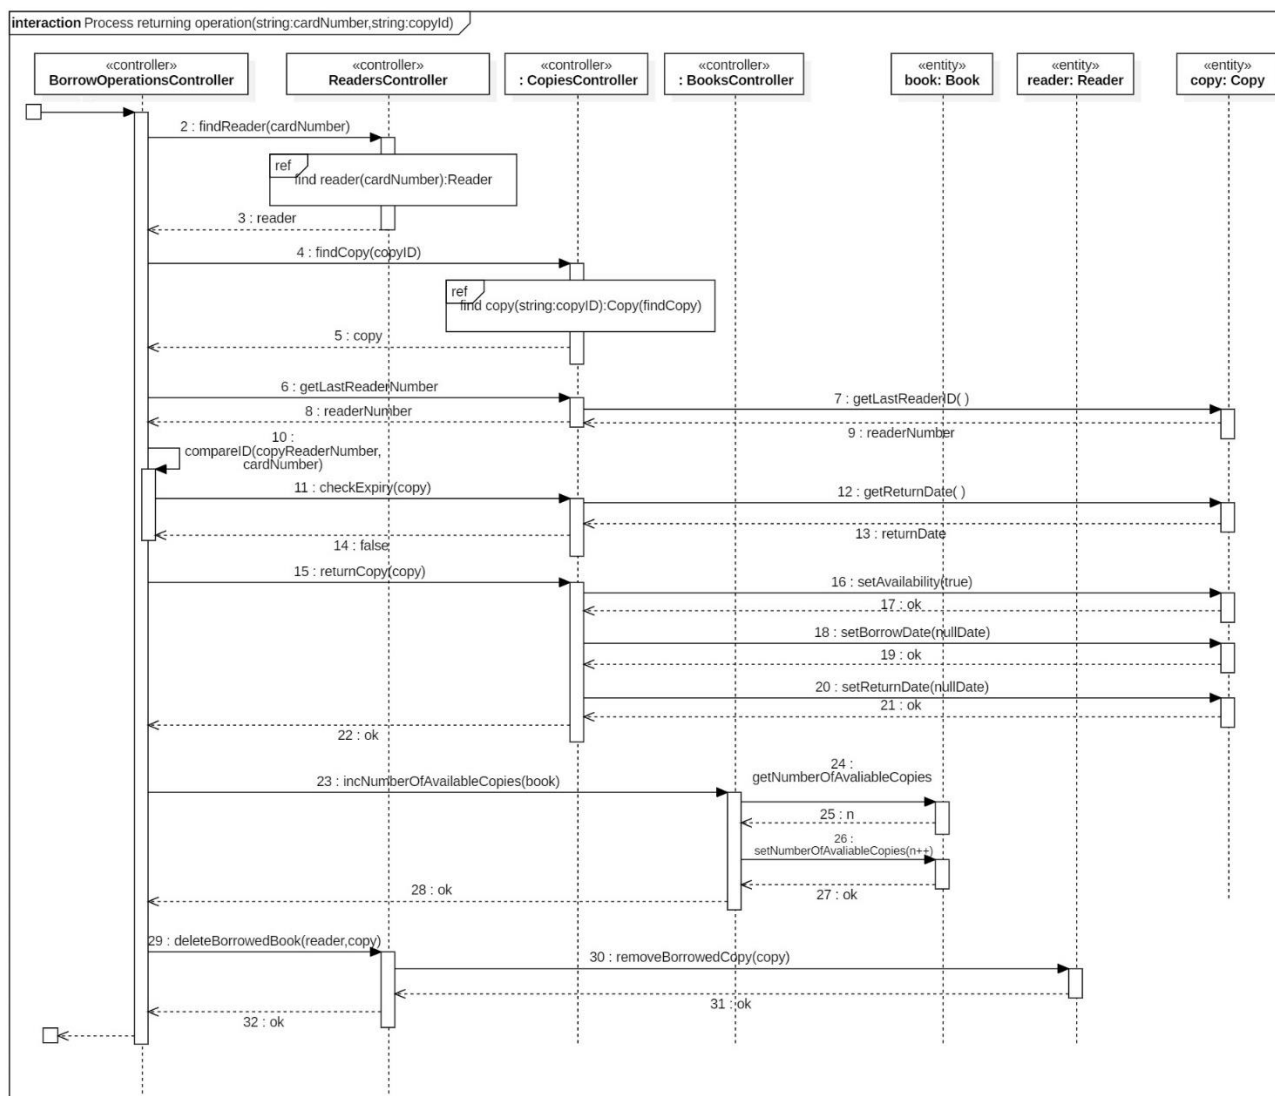 interaction Process returning operation(string:cardNumber,string:copyId)
«controller»
BorrowOperationsController
«controller»
ReadersController
«controller»
: CopiesController
«controller»
: BooksController
«entity»
book: Book
«entity»
reader: Reader
«entity»
copy: Copy
2 : findReader(cardNumber)
ref
find reader(cardNumber):Reader
3 : reader
4 : findCopy(copyID)
ref
find copy(string:copyID):Copy(findCopy)
5 : copy
6 : getLastReaderNumber
7 : getLastReaderID( )
8 : readerNumber
9 : readerNumber
10 :
compareID(copyReaderNumber,
cardNumber)
11 : checkExpiry(copy)
12 : getReturnDate( )
13 : returnDate
14 : false
15 : returnCopy(copy)
16 : setAvailability(true)
17 : ok
18 : setBorrowDate(nullDate)
19 : ok
20 : setReturnDate(nullDate)
21 : ok
22 : ok
23 : incNumberOfAvailableCopies(book)
24 :
getNumberOfAvaliableCopies
25 : n
26 :
setNumberOfAvaliableCopies(n++)
27 : ok
28 : ok
29 : deleteBorrowedBook(reader,copy)
30 : removeBorrowedCopy(copy)
31 : ok
32 : ok